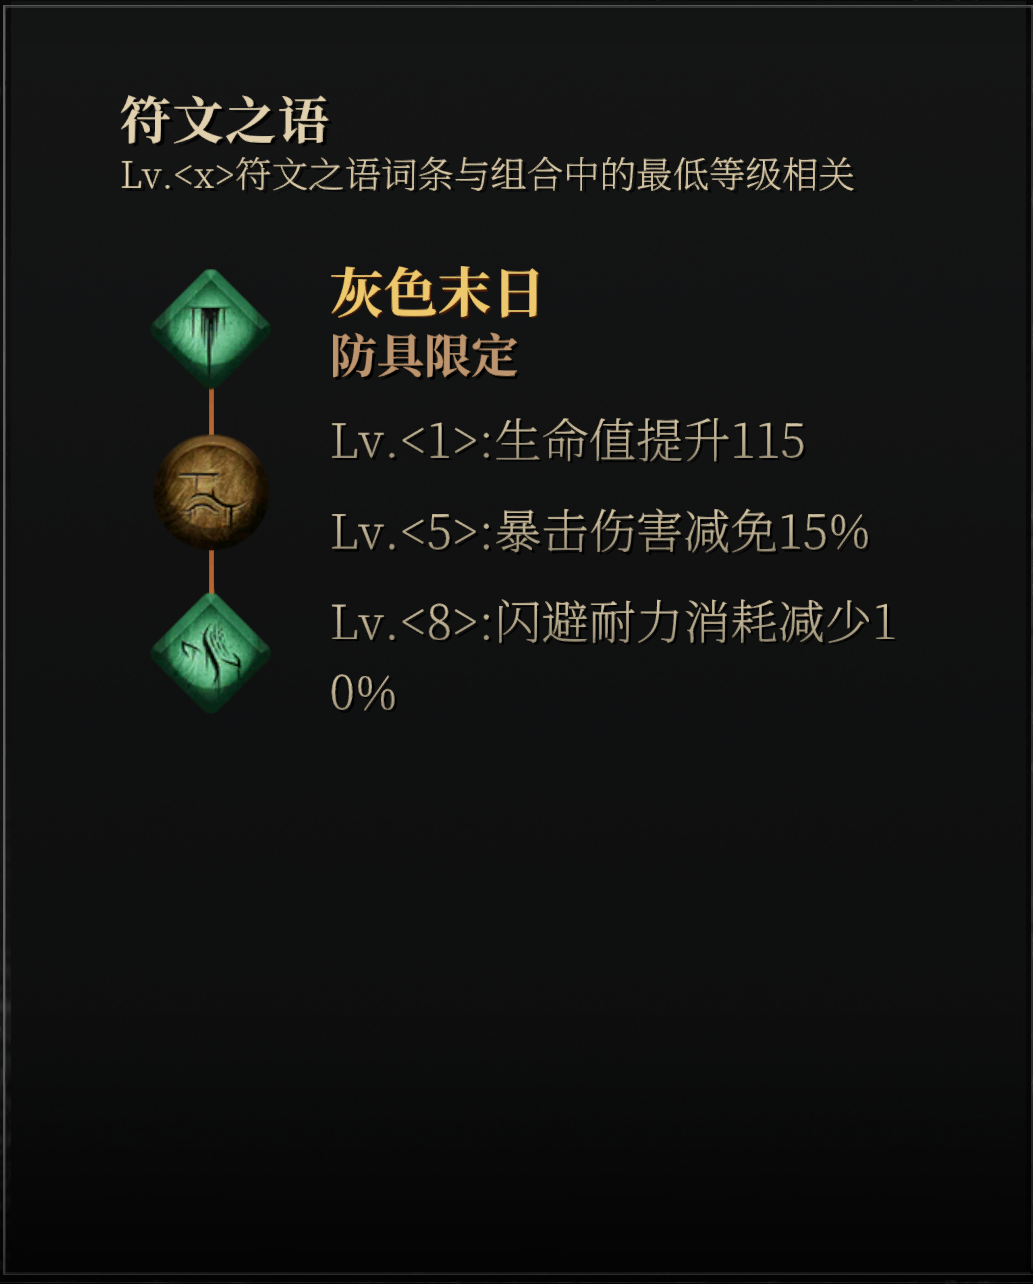 符文之语
Lv.<x>符文之语词条与组合中的最低等级相关
灰色末日
防具限定
Lv.<1>:生命值提升115
Lv.<5>:暴击伤害减免15%
Lv.<8>:闪避耐力消耗减少1
0%